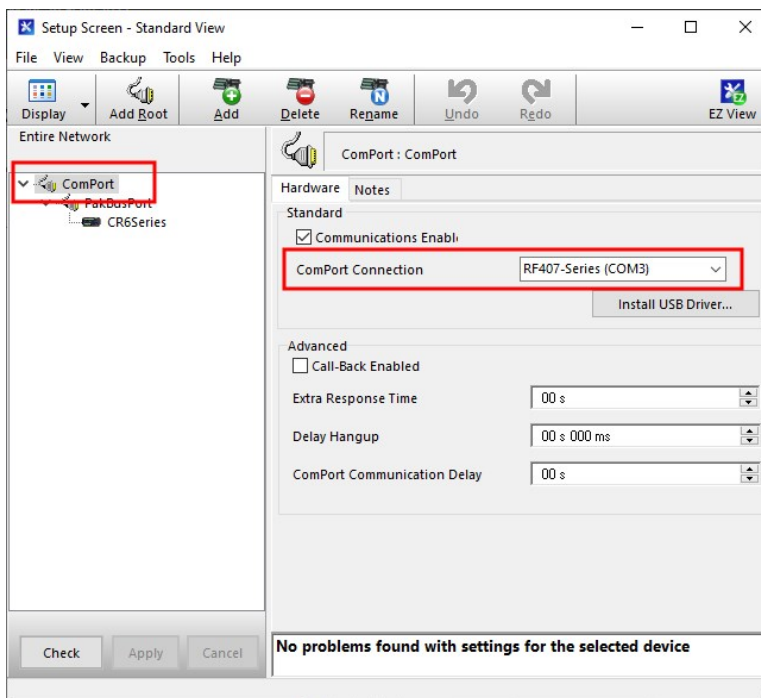 Setup Screen - Standard View
File View Backup Tools Help
Display Add Root Add Delete Rename Undo Redo EZ View
Entire Network
ComPort : ComPort
ComPort
PakBusPort
CR6Series
Hardware Notes
Standard
Communications Enabl
ComPort Connection RF407-Series (COM3)
Install USB Driver...
Advanced
Call-Back Enabled
Extra Response Time 00 s
Delay Hangup 00 s 000 ms
ComPort Communication Delay 00 s
Check Apply Cancel
No problems found with settings for the selected device